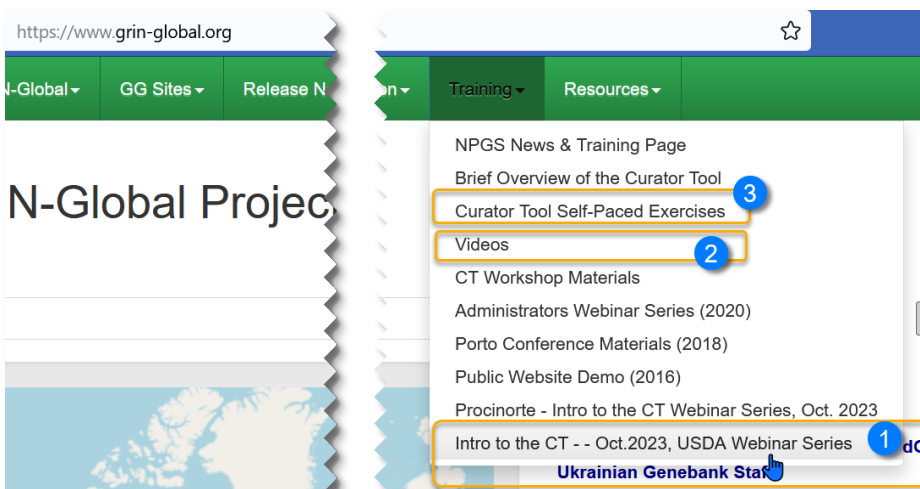 https://www.grin-global.org
N-Global GG Sites Release N on Training Resources
NPGS News & Training Page
Brief Overview of the Curator Tool
3
Curator Tool Self-Paced Exercises
Videos
2
CT Workshop Materials
Administrators Webinar Series (2020)
Porto Conference Materials (2018)
Public Website Demo (2016)
Procinorte - Intro to the CT Webinar Series, Oct. 2023
Intro to the CT - - Oct.2023, USDA Webinar Series 1
Ukrainian Genebank
N-Global Projec